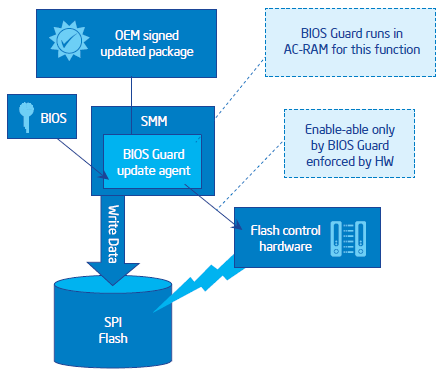 OEM signed
updated package
BIOS Guard runs in
AC-RAM for this function
BIOS
SMM
BIOS Guard
update agent
Enable-able only
by BIOS Guard
enforced by HW
Write Data
Flash control
hardware
SPI
Flash